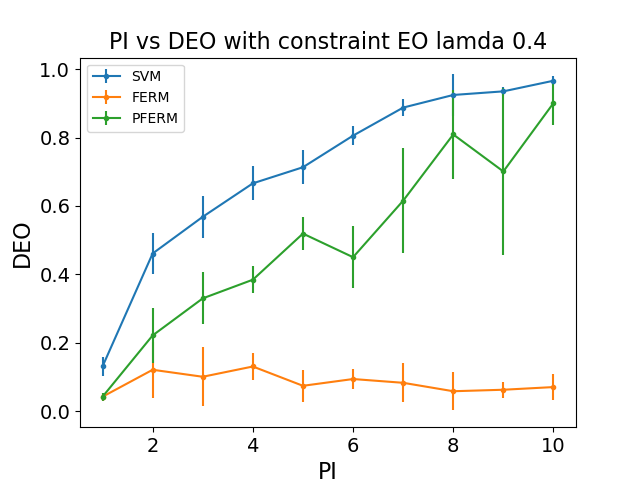 PI vs DEO with constraint EO lamda 0.4
SVM
FERM
PFERM
1.0
0.8
0.6
0.4
0.2
0.0
DEO
2 4 6 8 10
PI